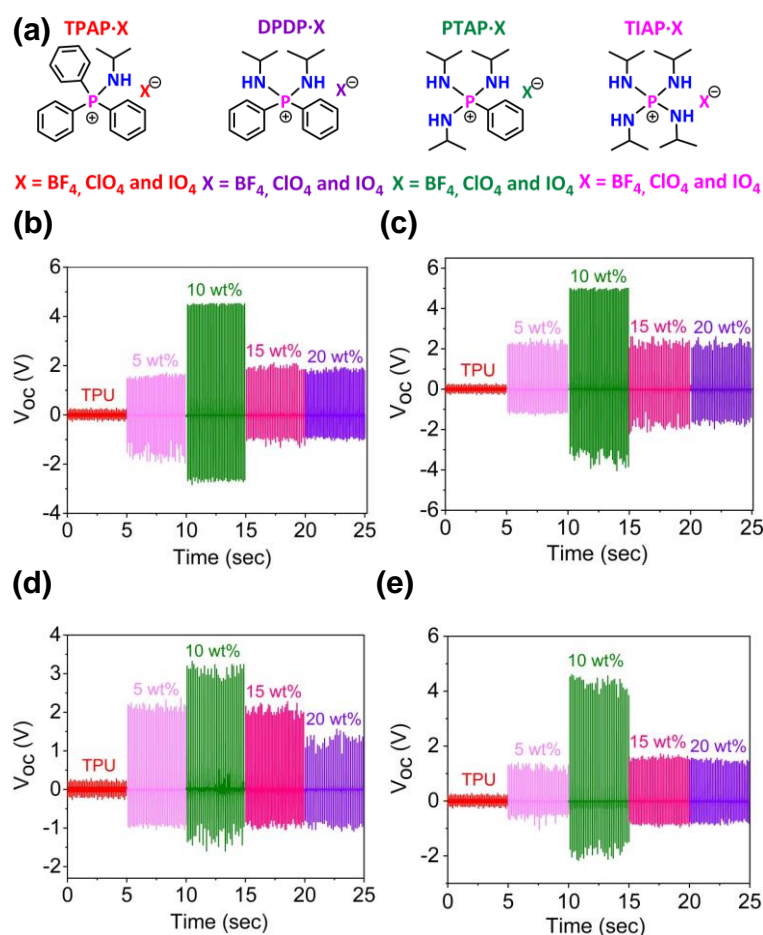 (a)
TPAP·X DPDP·X PTAP·X TIAP·X
NH P ⊕ X⊖
HN NH P ⊕ X⊖
HN NH HN P ⊕ X⊖
HN NH HN NH P ⊕ X⊖
X = BF4, ClO4 and IO4 X = BF4, ClO4 and IO4 X = BF4, ClO4 and IO4 X = BF4, ClO4 and IO4
(b)
6
4
2
0
-2
-4
VOC (V)
TPU
5 wt%
10 wt%
15 wt%
20 wt%
0 5 10 15 20 25
Time (sec)
(c)
6
4
2
0
-2
-4
6
VOC (V)
TPU
5 wt%
10 wt%
15 wt%
20 wt%
0 5 10 15 20 25
Time (sec)
(d)
4
3
2
1
0
-1
-2
VOC (V)
TPU
5 wt%
10 wt%
15 wt%
20 wt%
0 5 10 15 20 25
Time (sec)
(e)
6
4
2
0
-2
VOC (V)
TPU
5 wt%
10 wt%
15 wt%
20 wt%
0 5 10 15 20 25
Time (sec)